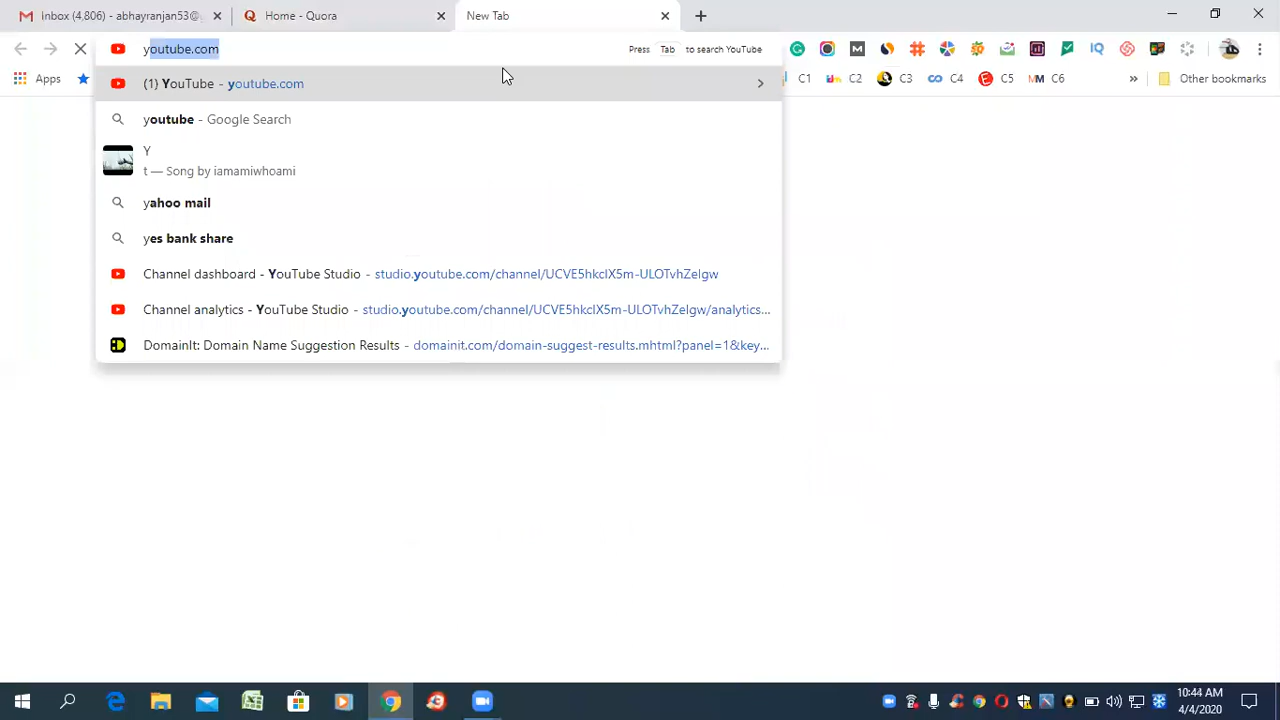 inbox (4,806) - abhayranjan53@
Home - Quora
New Tab
youtube.com
Press Tab to search YouTube
Apps
C1
C2
C3
C4
C5
C6
Other bookmarks
(1) YouTube - youtube.com
youtube - Google Search
Y
t — Song by iamamiwhoami
yahoo mail
yes bank share
Channel dashboard - YouTube Studio - studio.youtube.com/channel/UCVE5hkclX5m-ULOTvhZelgw
Channel analytics - YouTube Studio - studio.youtube.com/channel/UCVE5hkclX5m-ULOTvhZelgw/analytics...
DomainIt: Domain Name Suggestion Results - domainit.com/domain-suggest-results.mhtml?panel=1&key...
10:44 AM
4/4/2020